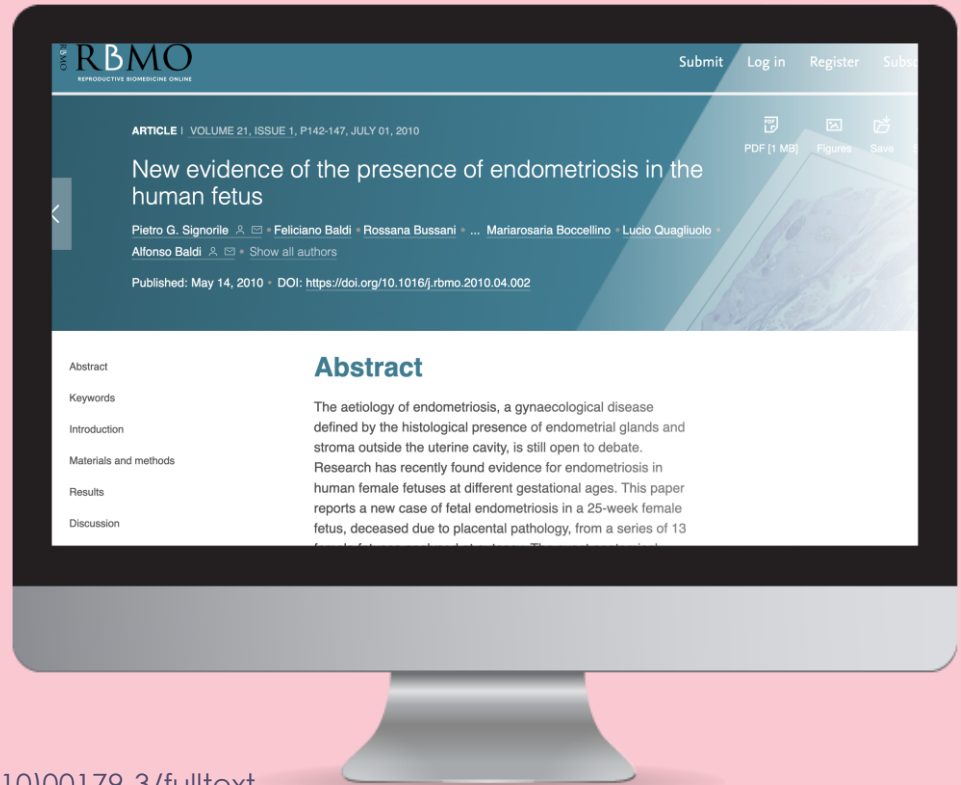 RBMO
RBMO
REPRODUCTIVE BIOMEDICINE ONLINE
Submit Log in Register
ARTICLE | VOLUME 21, ISSUE 1, P142-147, JULY 01, 2010
PDF [1 MB] Figures Save
New evidence of the presence of endometriosis in the
human fetus
Pietro G. Signorile • Feliciano Baldi • Rossana Bussani • ... Mariarosaria Boccellino • Lucio Quagliuolo •
Alfonso Baldi • Show all authors
Published: May 14, 2010 • DOI: https://doi.org/10.1016/j.rbmo.2010.04.002
Abstract
Keywords
Introduction
Materials and methods
Results
Discussion
Abstract
The aetiology of endometriosis, a gynaecological disease
defined by the histological presence of endometrial glands and
stroma outside the uterine cavity, is still open to debate.
Research has recently found evidence for endometriosis in
human female fetuses at different gestational ages. This paper
reports a new case of fetal endometriosis in a 25-week female
fetus, deceased due to placental pathology, from a series of 13
10)00179-3/fulltext